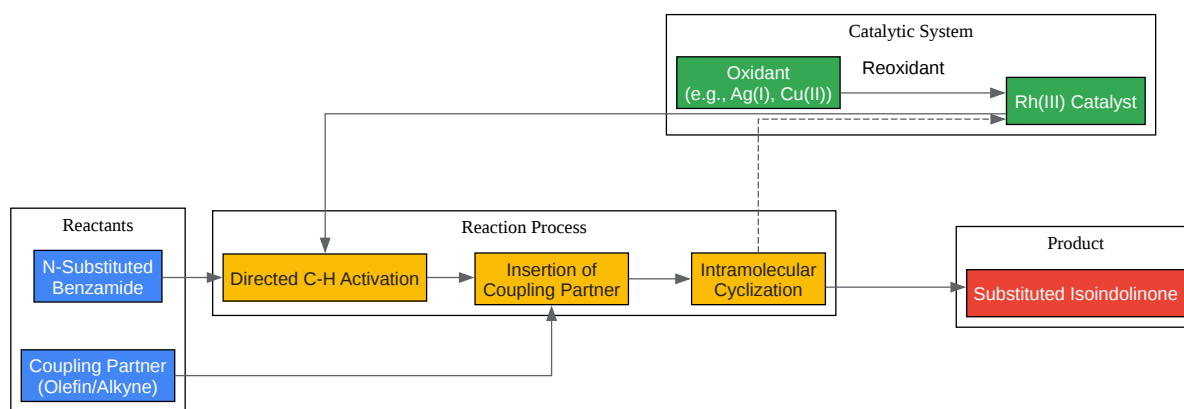 Catalytic System
Oxidant
(e.g., Ag(I), Cu(II))
Reoxidant
Rh(III) Catalyst
Reactants
N-Substituted
Benzamide
Coupling Partner
(Olefin/Alkyne)
Reaction Process
Directed C-H Activation
Insertion of
Coupling Partner
Intramolecular
Cyclization
Product
Substituted Isoindolinone